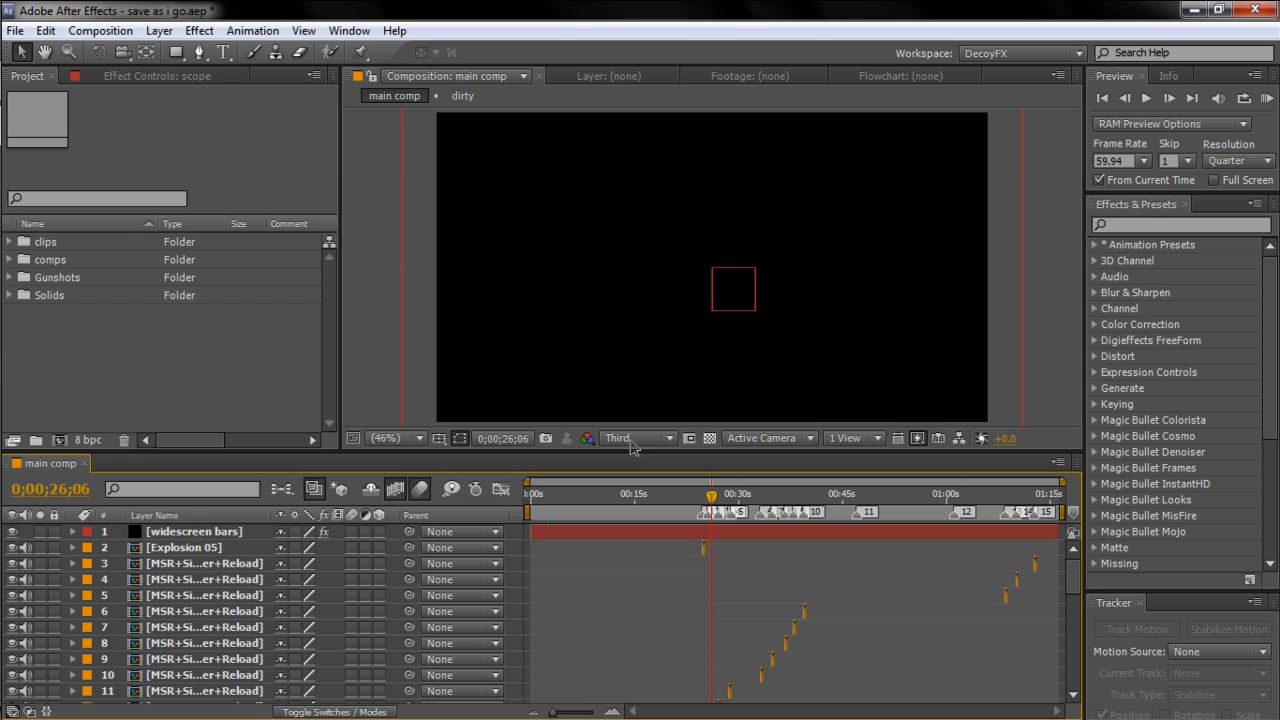 Adobe After Effects - save as i go.aep *
File Edit Composition Layer Effect Animation View Window Help
Workspace: DecoyFX Search Help
Project Effect Controls: scope Composition: main comp Layer: (none) Footage: (none) Flowchart: (none) Preview Info
main comp dirty
RAM Preview Options
Frame Rate Skip Resolution
59.94 1 Quarter
From Current Time Full Screen
Effects & Presets
Name Type Size Comment
clips Folder
comps Folder
Gunshots Folder
Solids Folder
* Animation Presets
3D Channel
Audio
Blur & Sharpen
Channel
Color Correction
Digieffects FreeForm
Distort
Expression Controls
Generate
Keying
Magic Bullet Colorista
Magic Bullet Cosmo
Magic Bullet Denoiser
Magic Bullet Frames
Magic Bullet InstantHD
Magic Bullet Looks
Magic Bullet MisFire
Magic Bullet Mojo
Matte
Missing
8 bpc (46%) 0;00;26;06 Third Active Camera 1 View +0.0
main comp
0;00;26;06
00s 00:15s 00:30s 00:45s 01:00s 01:15s
# Layer Name fx Parent
5 10 11 12 14 15
1 [widescreen bars] fx None
2 [Explosion 05] None
3 [MSR+Si...er+Reload] None
4 [MSR+Si...er+Reload] None
5 [MSR+Si...er+Reload] None
6 [MSR+Si...er+Reload] None
7 [MSR+Si...er+Reload] None
8 [MSR+Si...er+Reload] None
9 [MSR+Si...er+Reload] None
10 [MSR+Si...er+Reload] None
11 [MSR+Si...er+Reload] None
Toggle Switches / Modes
Tracker
Track Motion Stabilize Motion
Motion Source: None
Current Track: None
Track Type: Stabilize
Position Rotation Scale